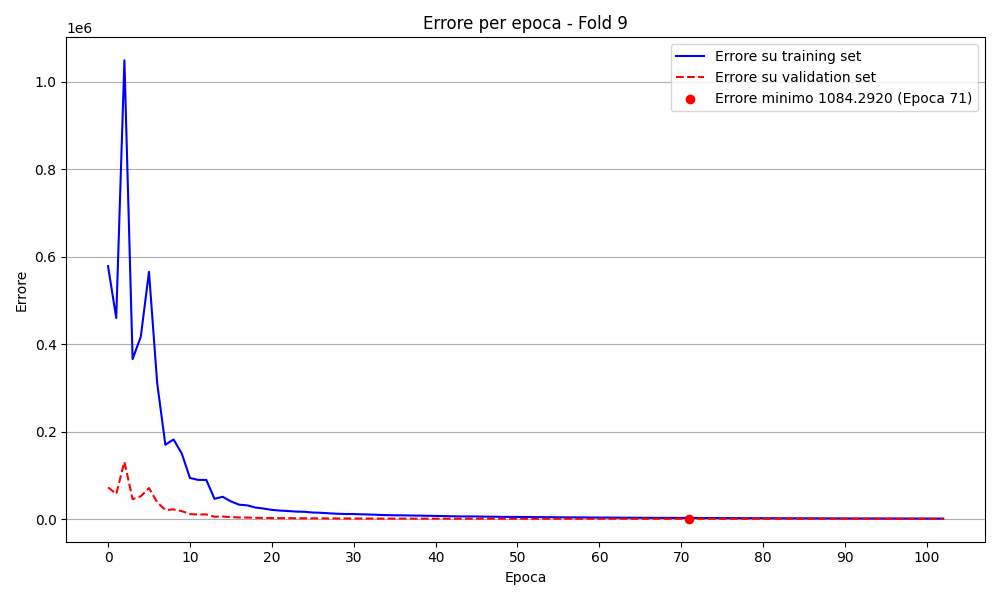 Errore per epoca - Fold 9
1e6
Errore su training set
Errore su validation set
Errore minimo 1084.2920 (Epoca 71)
1.0
0.8
0.6
0.4
0.2
0.0
Errore
0 10 20 30 40 50 60 70 80 90 100
Epoca